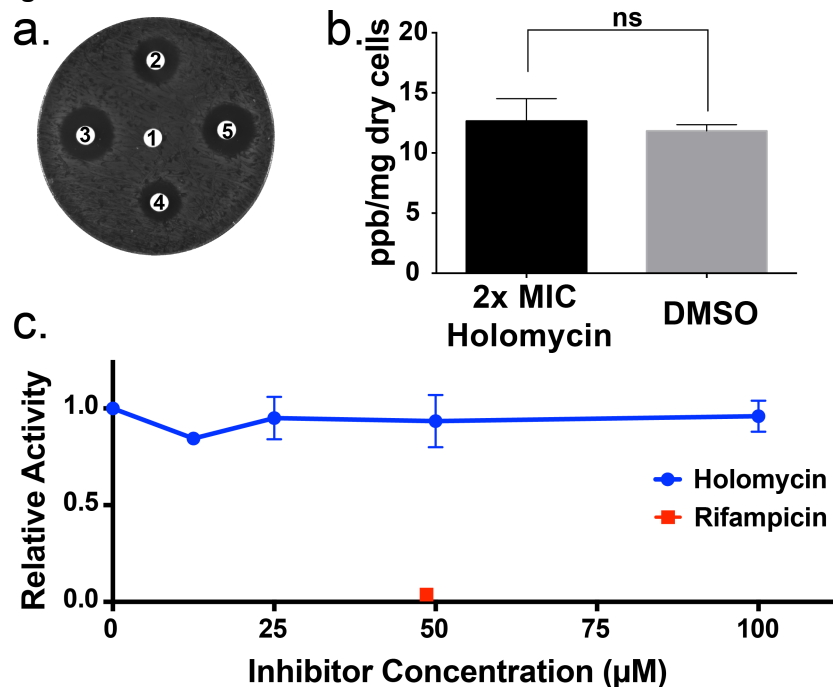 a.
2
3
1
5
4
b.
ns
20
15
10
5
0
ppb/mg dry cells
2x MIC
Holomycin
DMSO
c.
Relative Activity
1.0
0.5
0.0
0
25
50
75
100
Holomycin
Rifampicin
Inhibitor Concentration (µM)